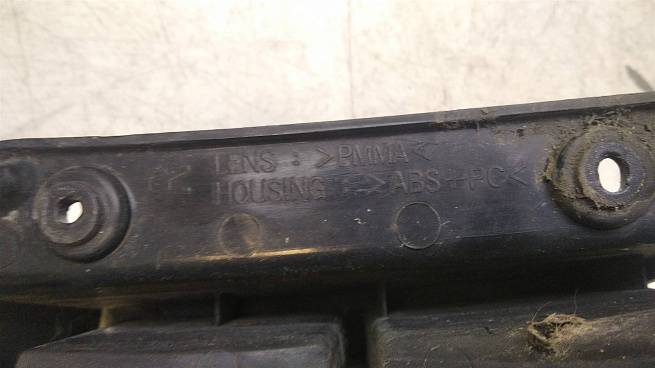 LENS : >PMMA<
HOUSING : >ABS+PC<